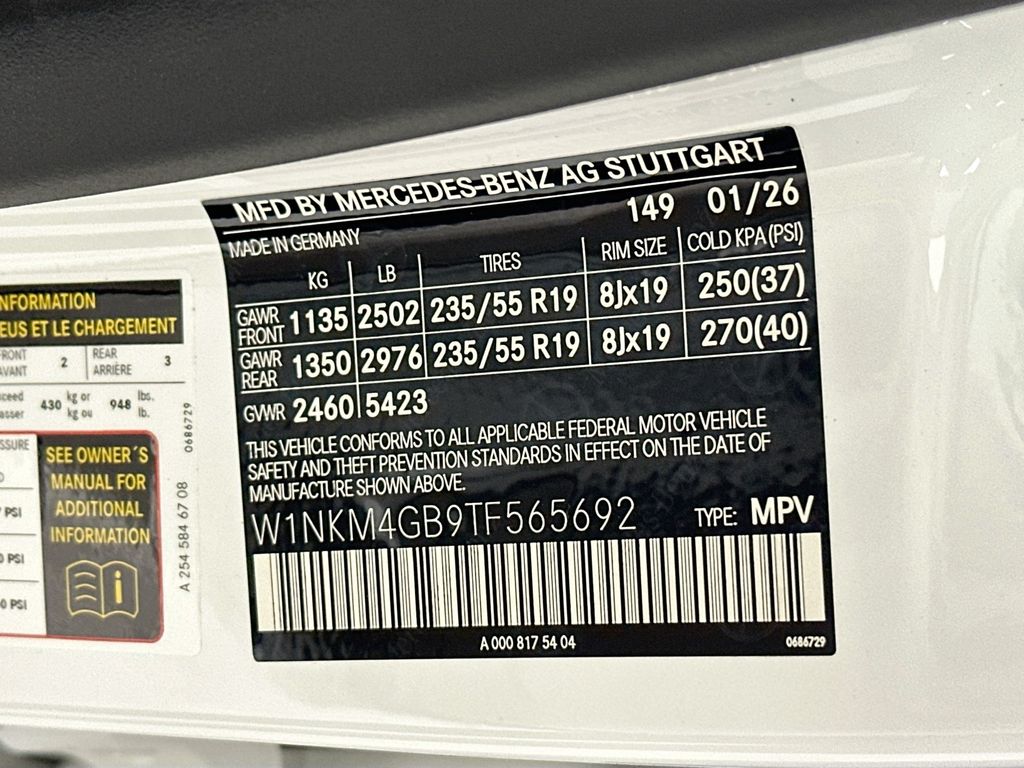 MFD BY MERCEDES-BENZ AG STUTTGART
149 01/26
MADE IN GERMANY
KG LB TIRES RIM SIZE COLD KPA(PSI)
GAWR FRONT 1135 2502 235/55 R19 8Jx19 250(37)
GAWR REAR 1350 2976 235/55 R19 8Jx19 270(40)
GVWR 2460 5423
THIS VEHICLE CONFORMS TO ALL APPLICABLE FEDERAL MOTOR VEHICLE
SAFETY AND THEFT PREVENTION STANDARDS IN EFFECT ON THE DATE OF
MANUFACTURE SHOWN ABOVE.
W1NKM4GB9TF565692 TYPE: MPV
A 000 817 54 04 0686729
NFORMATION
EUS ET LE CHARGEMENT
FRONT 2 REAR 3
AVANT ARRIÈRE
430 kg or 948 lbs.
kg ou lb.
0686729
SEE OWNER´S
MANUAL FOR
ADDITIONAL
INFORMATION
PSI
0 PSI
0 PSI
A 254 584 67 08